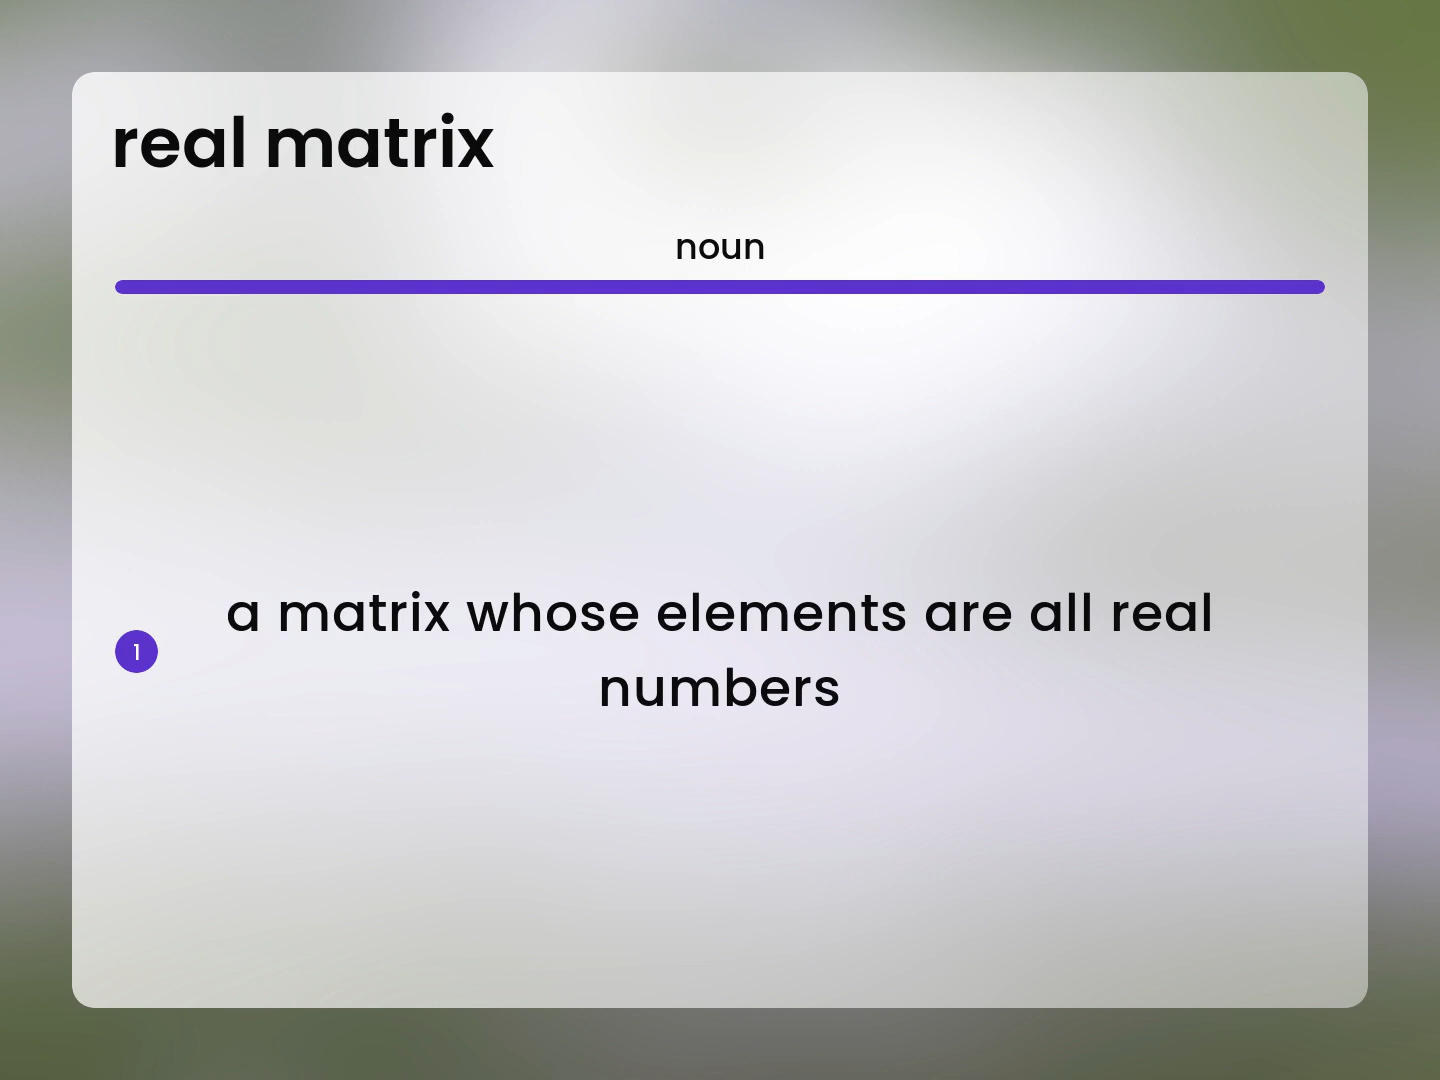 real matrix
noun
1
a matrix whose elements are all real
numbers